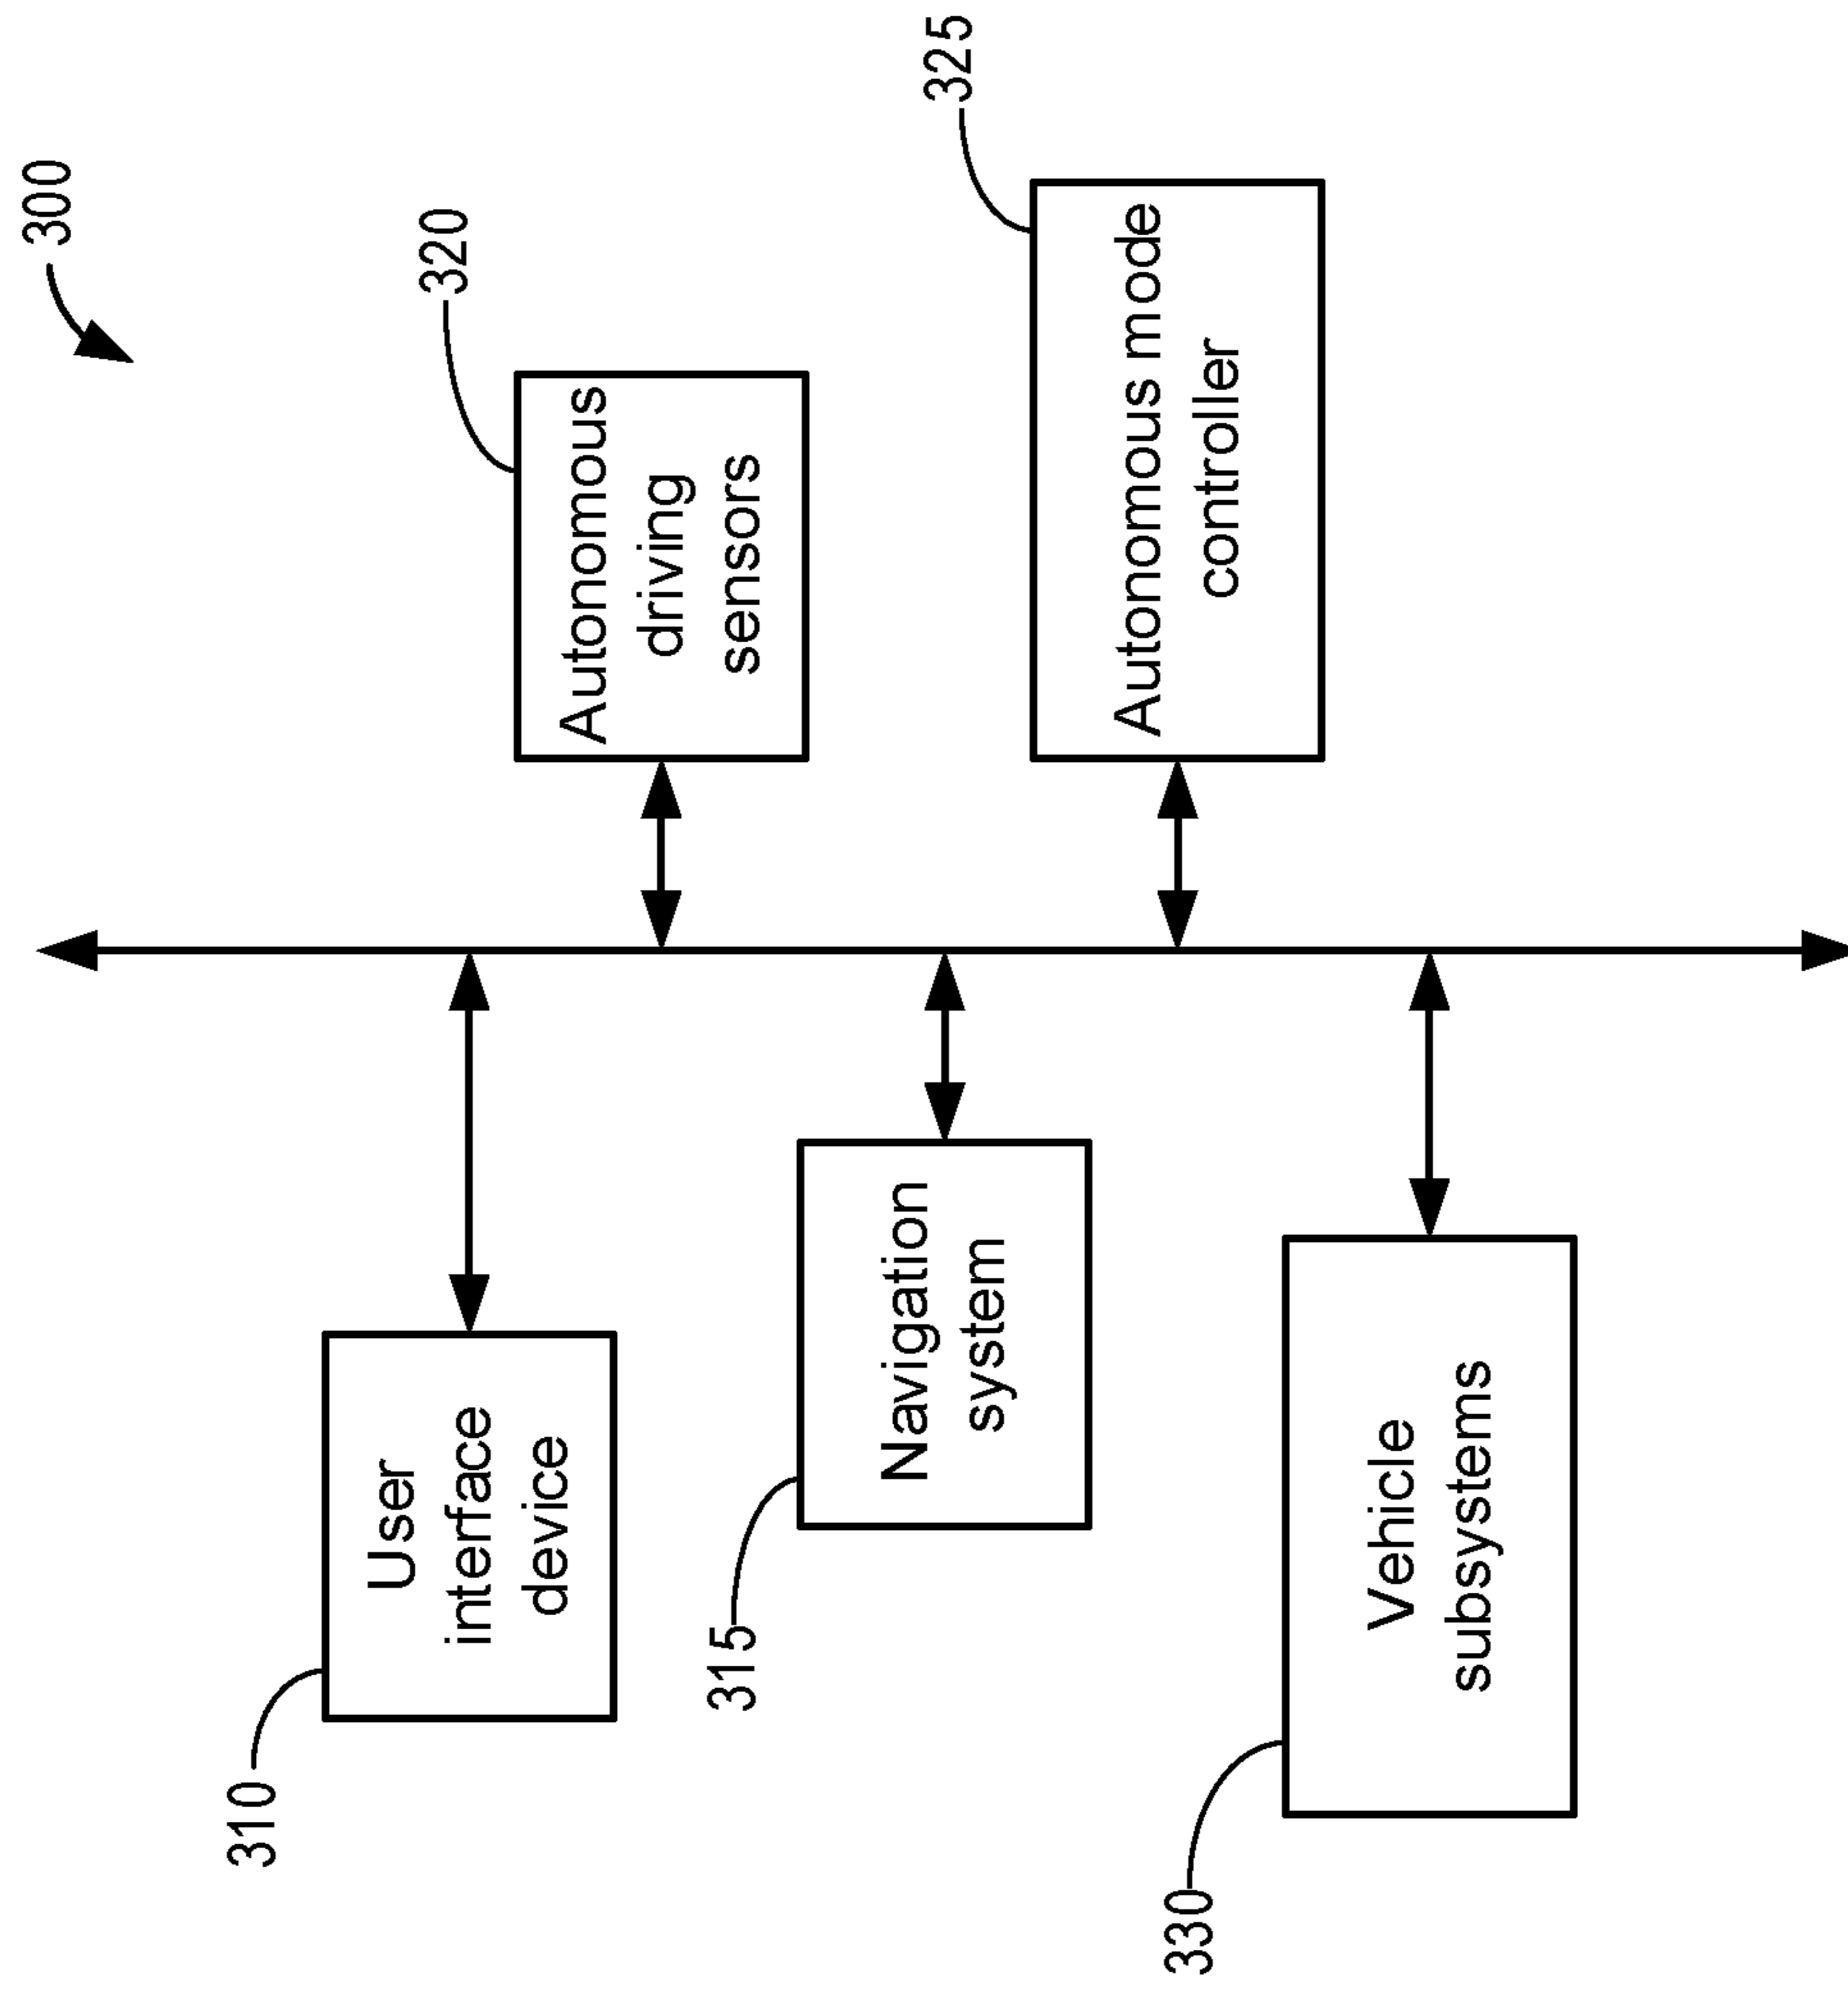 300
320
Autonomous
driving
sensors
325
Autonomous mode
controller
310
User
interface
device
315
Navigation
system
330
Vehicle
subsystems